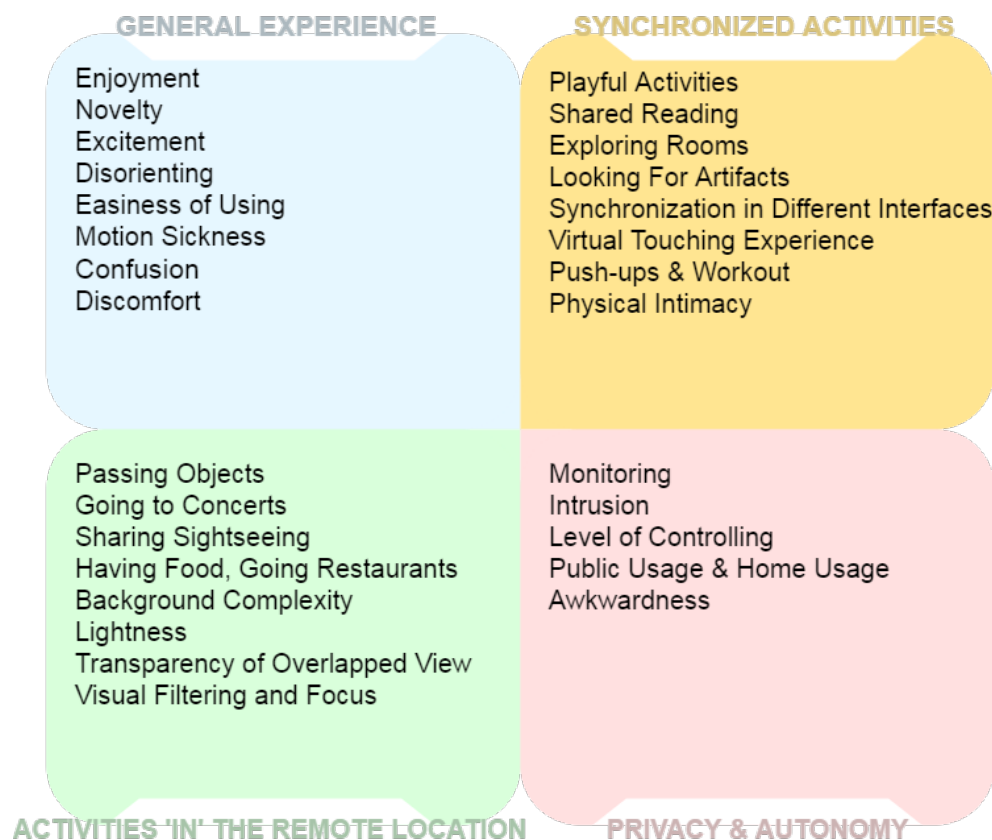 GENERAL EXPERIENCE
Enjoyment
Novelty
Excitement
Disorienting
Easiness of Using
Motion Sickness
Confusion
Discomfort
SYNCHRONIZED ACTIVITIES
Playful Activities
Shared Reading
Exploring Rooms
Looking For Artifacts
Synchronization in Different Interfaces
Virtual Touching Experience
Push-ups & Workout
Physical Intimacy
Passing Objects
Going to Concerts
Sharing Sightseeing
Having Food, Going Restaurants
Background Complexity
Lightness
Transparency of Overlapped View
Visual Filtering and Focus
ACTIVITIES 'IN' THE REMOTE LOCATION
Monitoring
Intrusion
Level of Controlling
Public Usage & Home Usage
Awkwardness
PRIVACY & AUTONOMY